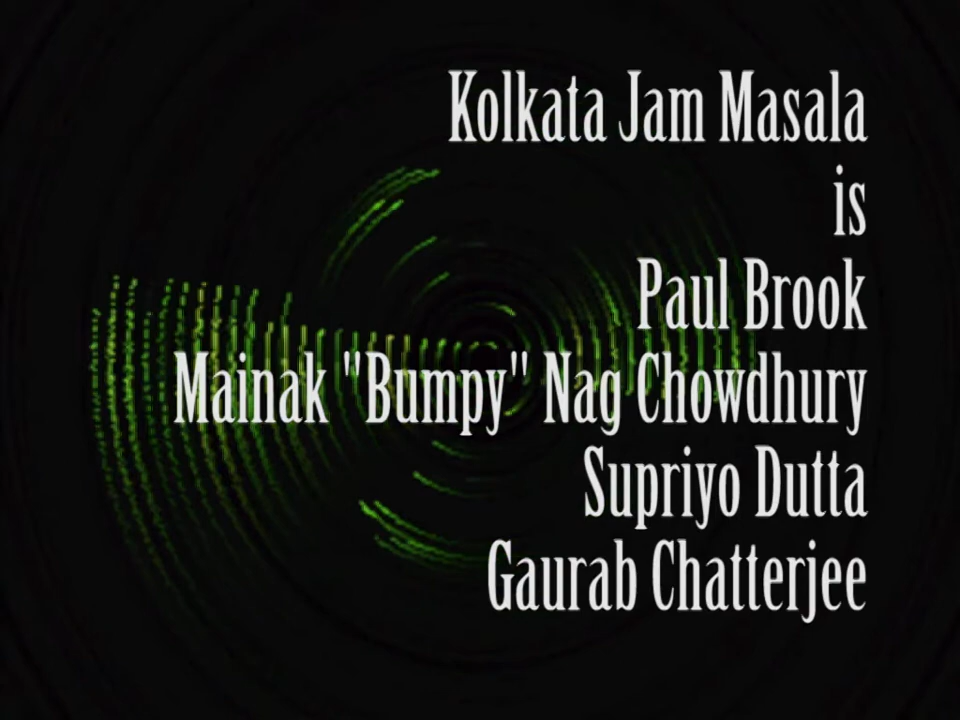 Kolkata Jam Masala
is
Paul Brook
Mainak "Bumpy" Nag Chowdhury
Supriyo Dutta
Gaurab Chatterjee